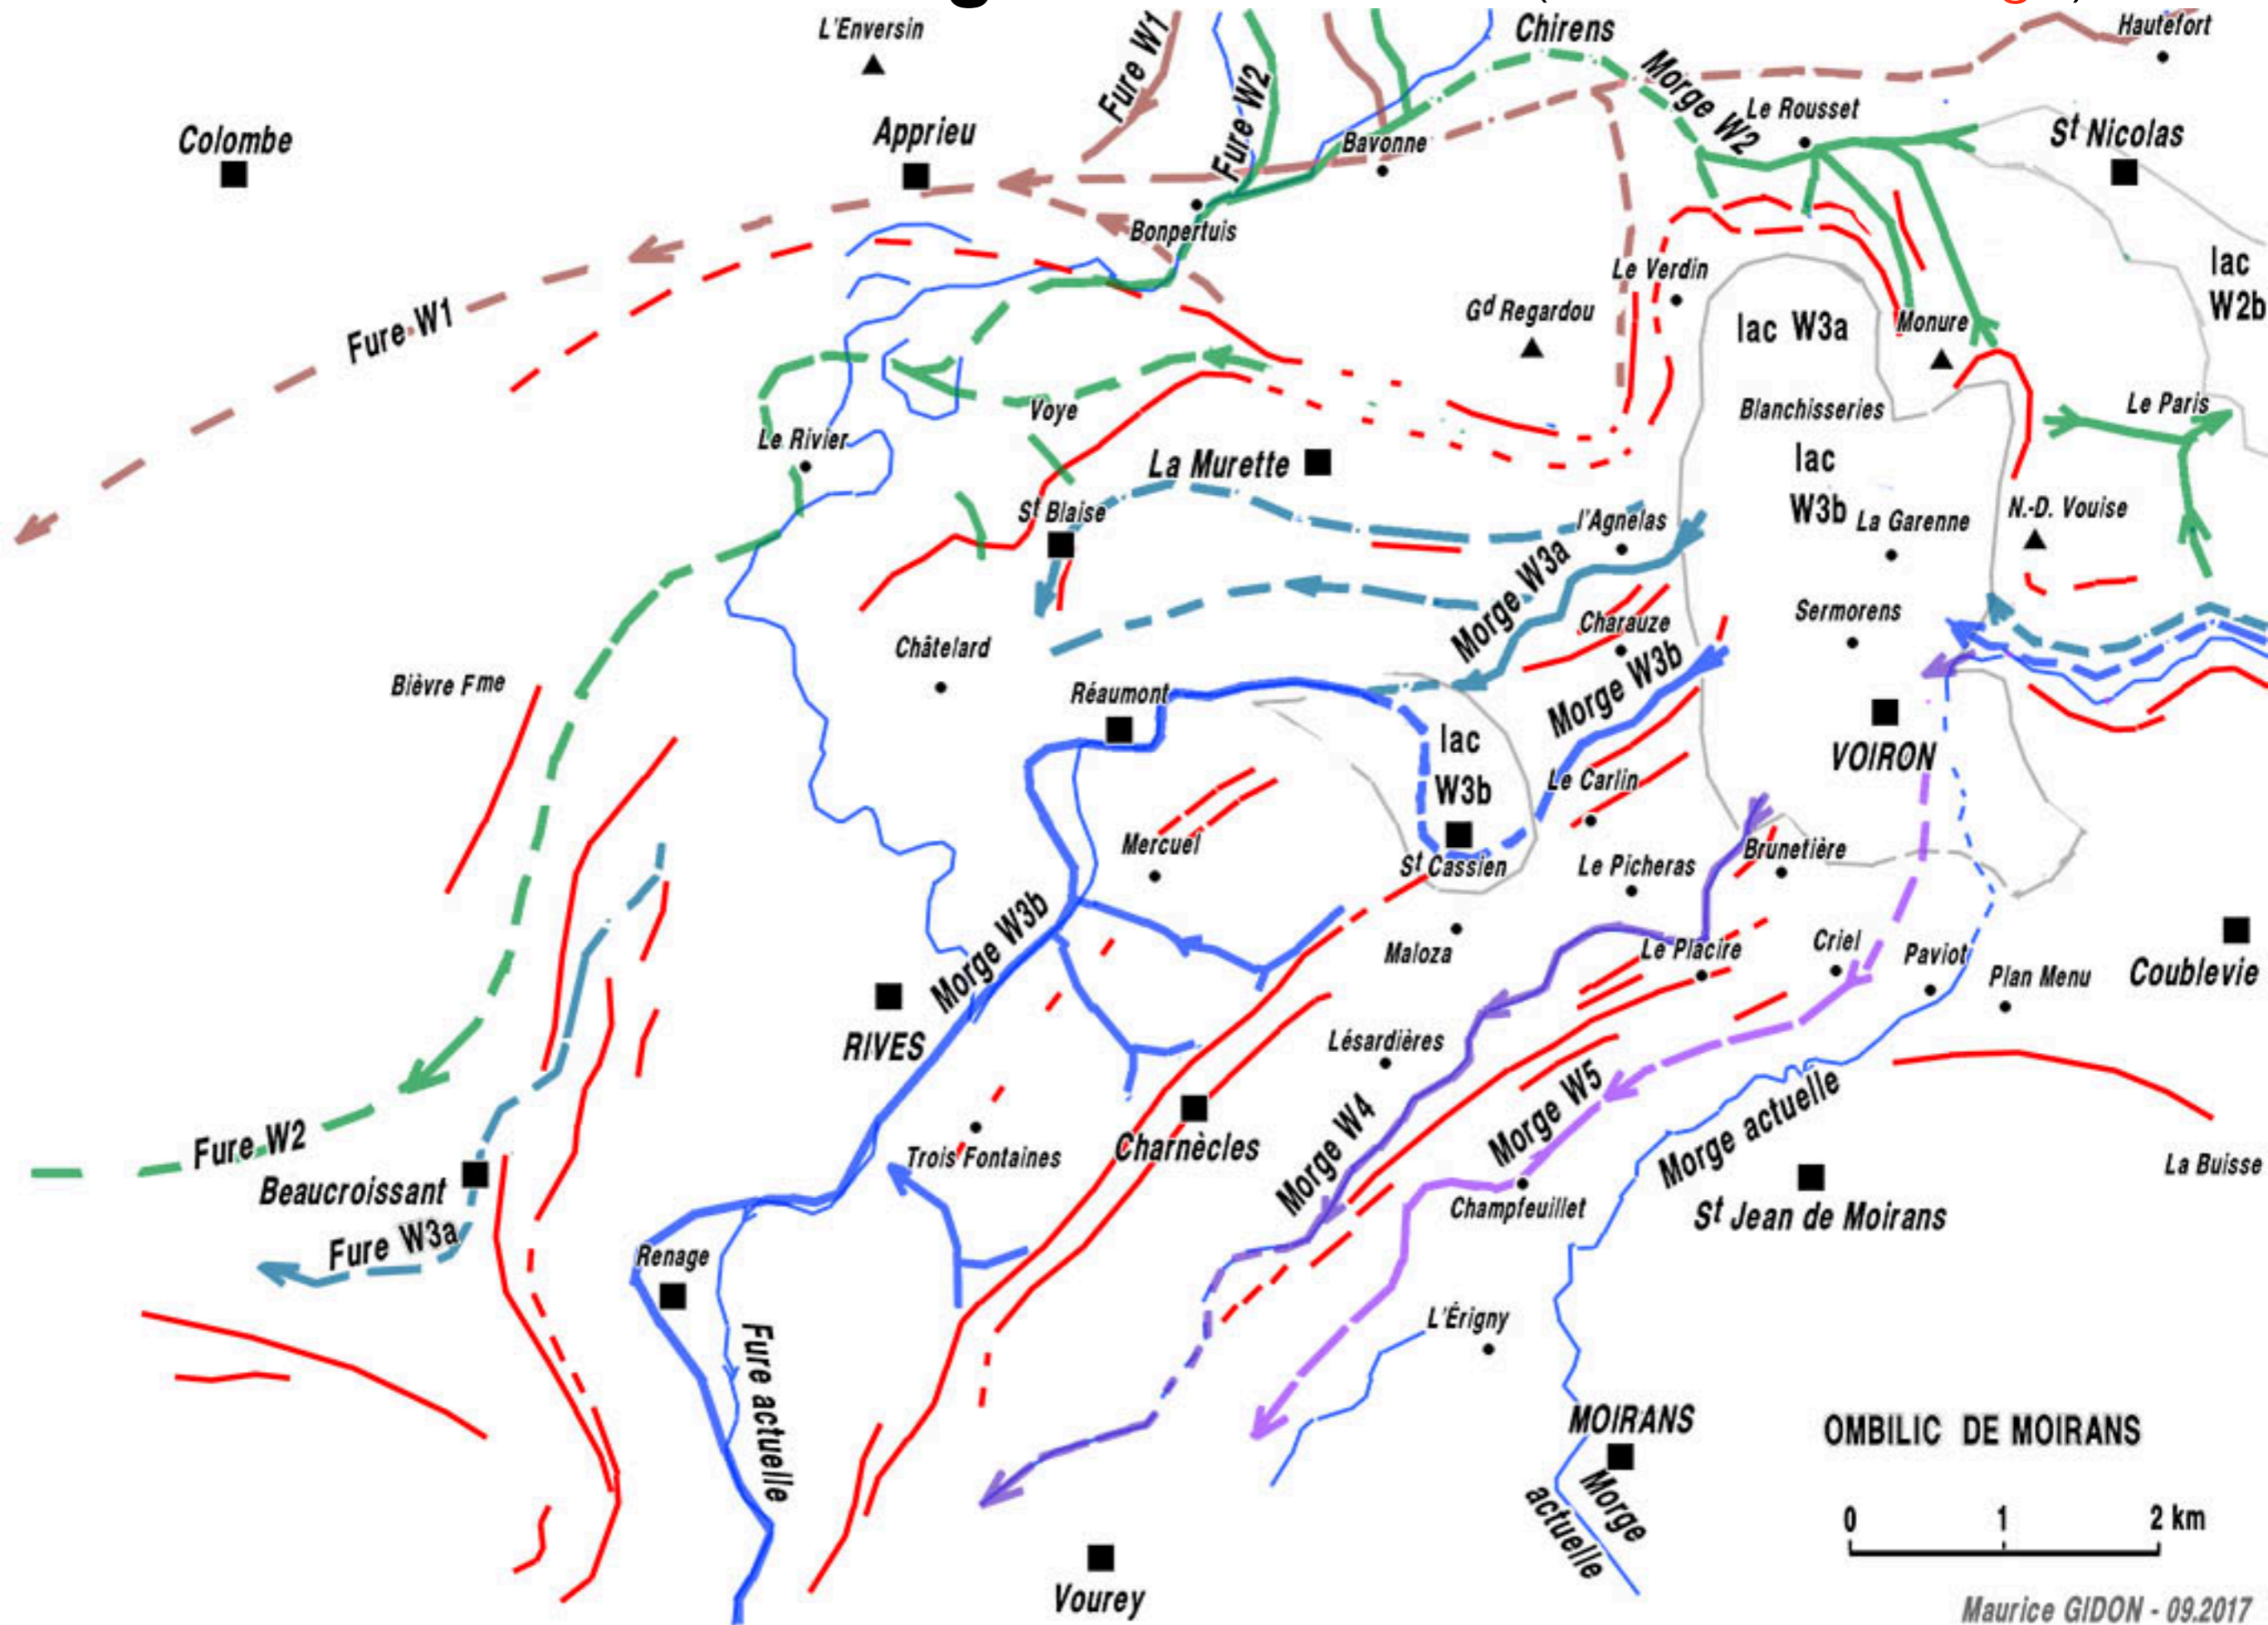 L'Enversin
Fure W1
Chirens
Hautefort
Colombe
Apprieu
Fure W2
Bavonne
Morge W2
Le Rousset
St Nicolas
Bonpertuis
Le Verdin
lac
W2b
Fure W1
Gd Regardou
lac W3a
Monure
Voye
Blanchisseries
Le Paris
Le Rivier
La Murette
lac
W3b
St Blaise
l'Agnelas
La Garenne
N.-D. Vouise
Morge W3a
Châtelard
Charauze
Sermorens
Bièvre Fme
Réaumont
Morge W3b
lac
W3b
VOIRON
Le Carlin
Mercuel
St Cassien
Le Picheras
Brunetière
Morge W3b
Maloza
Le Placire
Criel
Paviot
Plan Menu
Coublevie
RIVES
Lésardières
Fure W2
Trois Fontaines
Charnècles
Morge W4
Morge W5
Morge actuelle
La Buisse
Beaucroissant
Champfeuillet
St Jean de Moirans
Fure W3a
Renage
Fure actuelle
L'Érigny
MOIRANS
OMBILIC DE MOIRANS
Morge
actuelle
0 1 2 km
Vourey
Maurice GIDON - 09.2017